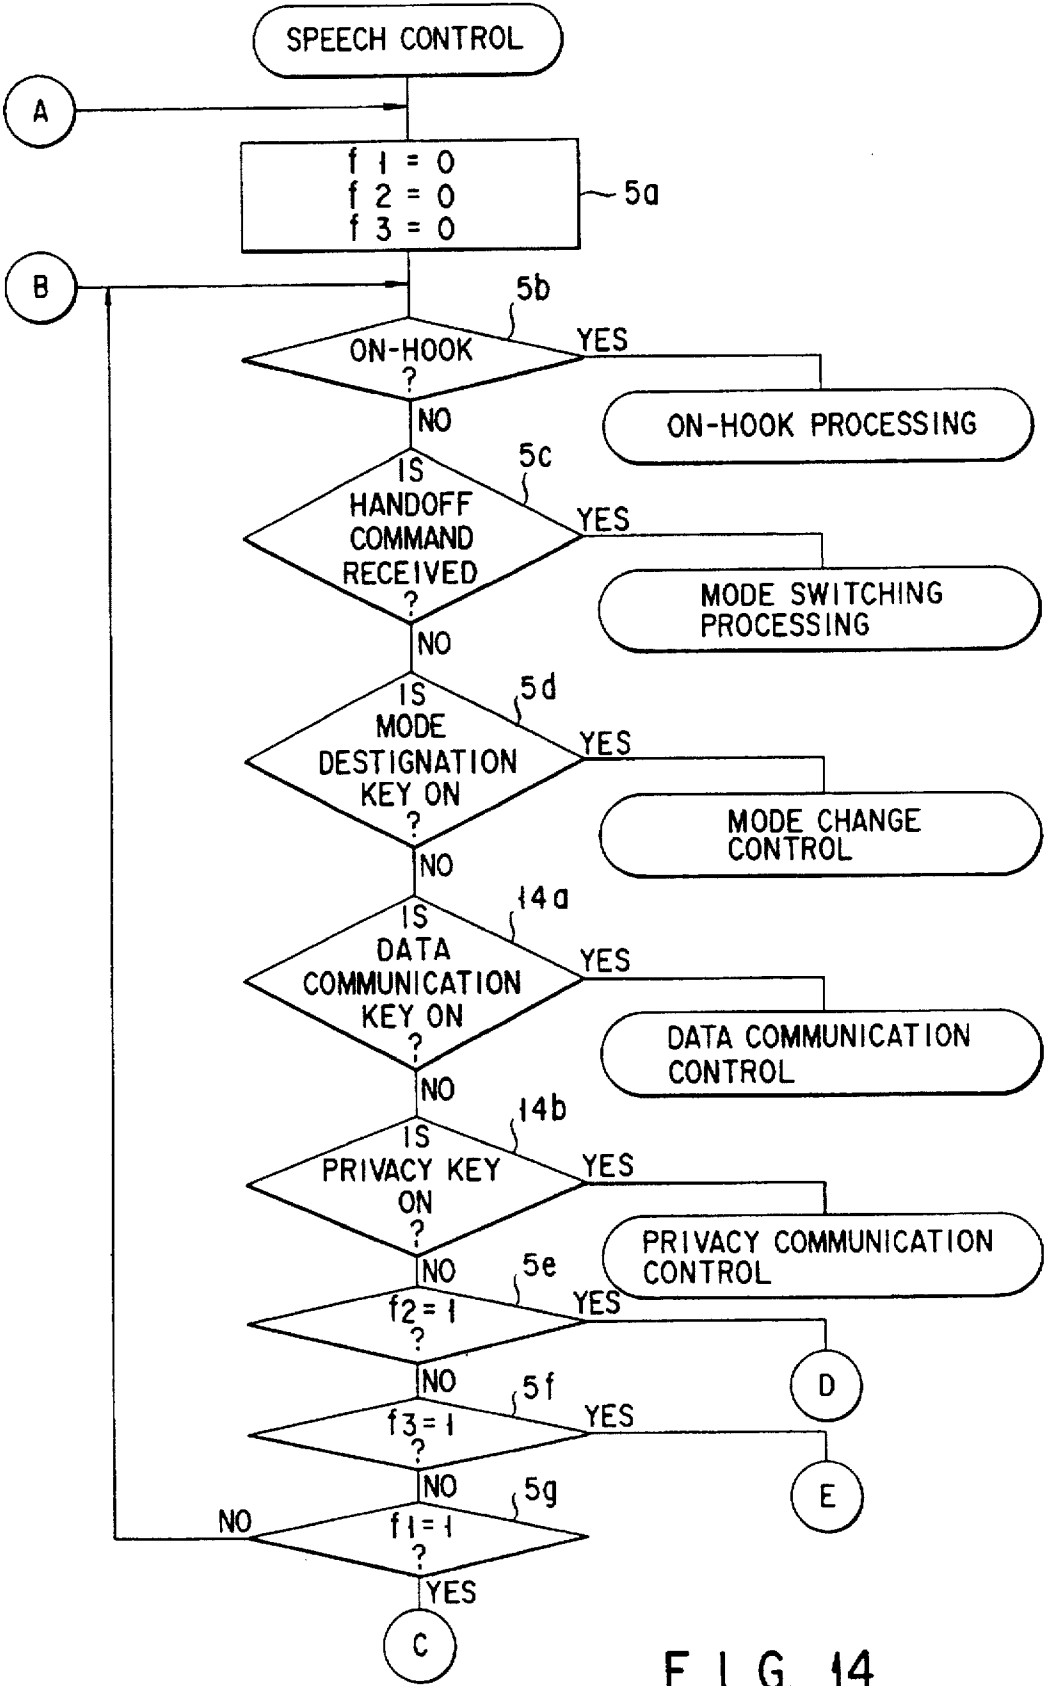 SPEECH CONTROL
A
f 1 = 0
f 2 = 0
f 3 = 0
5a
B
5b
ON-HOOK
?
YES
NO
ON-HOOK PROCESSING
5c
IS
HANDOFF
COMMAND
RECEIVED
?
YES
NO
MODE SWITCHING
PROCESSING
5d
IS
MODE
DESTIGNATION
KEY ON
?
YES
NO
MODE CHANGE
CONTROL
14a
IS
DATA
COMMUNICATION
KEY ON
?
YES
NO
DATA COMMUNICATION
CONTROL
14b
IS
PRIVACY KEY
ON
?
YES
NO
PRIVACY COMMUNICATION
CONTROL
5e
f2=1
?
YES
NO
D
5f
f3=1
?
YES
NO
E
5g
f1=1
?
NO
YES
C
FIG. 14